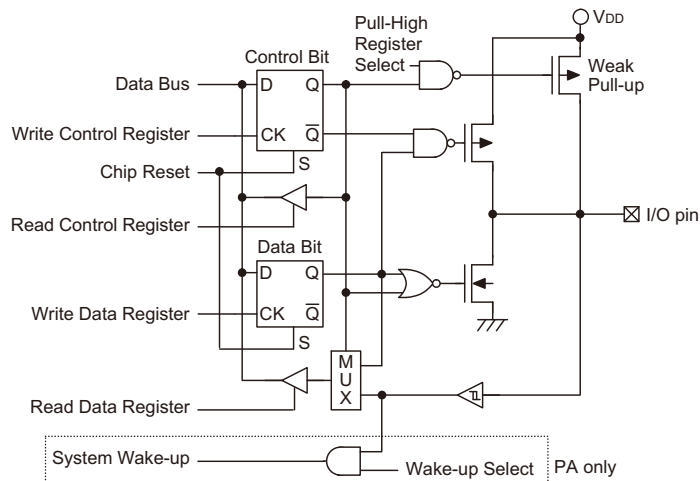 VDD
Pull-High
Register
Select
Control Bit
Weak
Pull-up
Data Bus
D
Q
Write Control Register
CK
Q
Chip Reset
S
I/O pin
Read Control Register
Data Bit
D
Q
Write Data Register
CK
Q
S
M
U
X
Read Data Register
System Wake-up
Wake-up Select
PA only